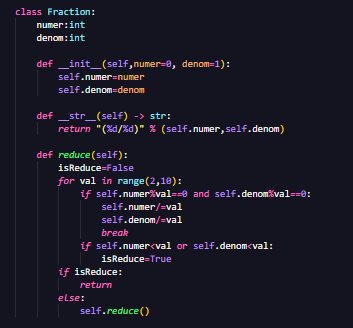 class Fraction:
    numer:int
    denom:int

    def __init__(self,numer=0, denom=1):
        self.numer=numer
        self.denom=denom

    def __str__(self) -> str:
        return "(%d/%d)" % (self.numer,self.denom)

    def reduce(self):
        isReduce=False
        for val in range(2,10):
            if self.numer%val==0 and self.denom%val==0:
                self.numer/=val
                self.denom/=val
                break
            if self.numer<val or self.denom<val:
                isReduce=True
        if isReduce:
            return
        else:
            self.reduce()